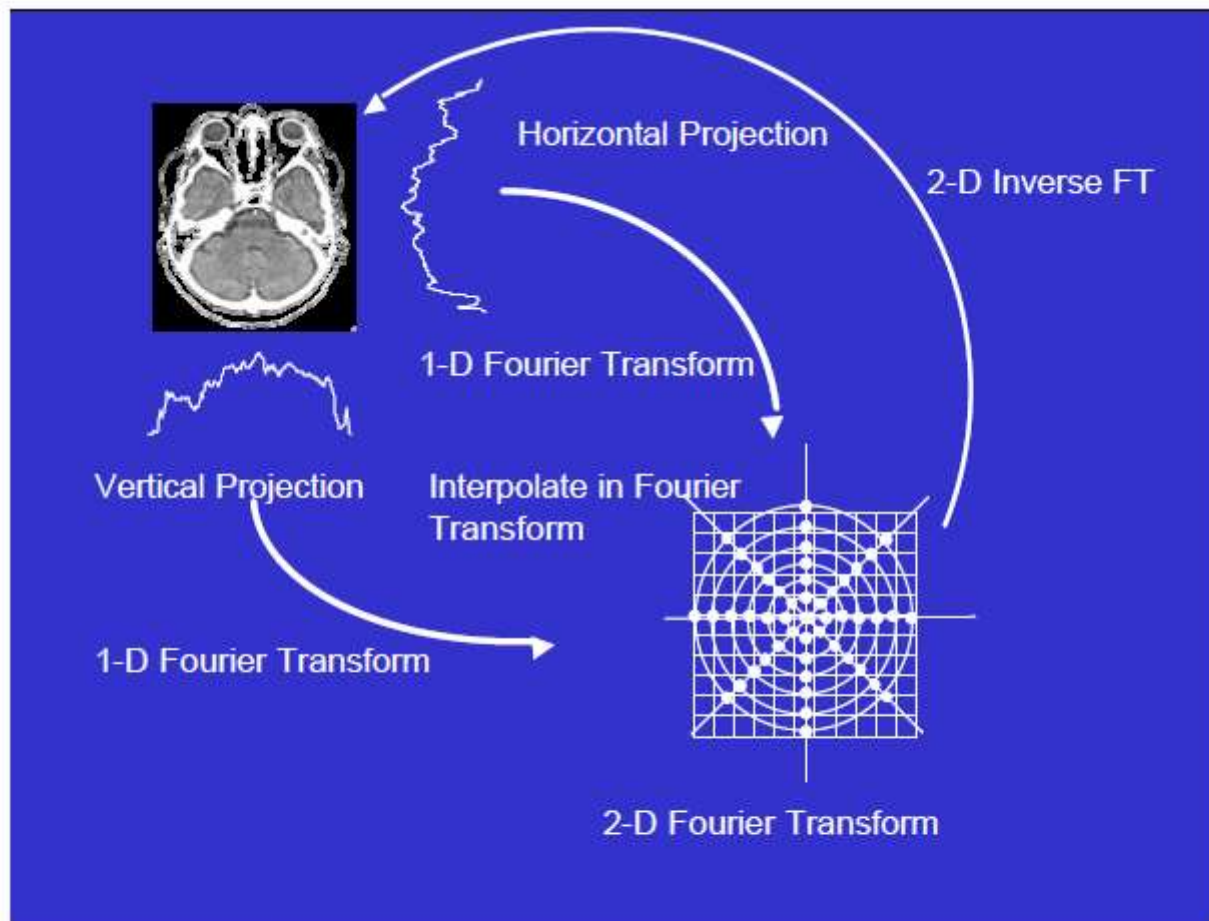 Horizontal Projection
2-D Inverse FT
1-D Fourier Transform
Vertical Projection
Interpolate in Fourier
Transform
1-D Fourier Transform
2-D Fourier Transform